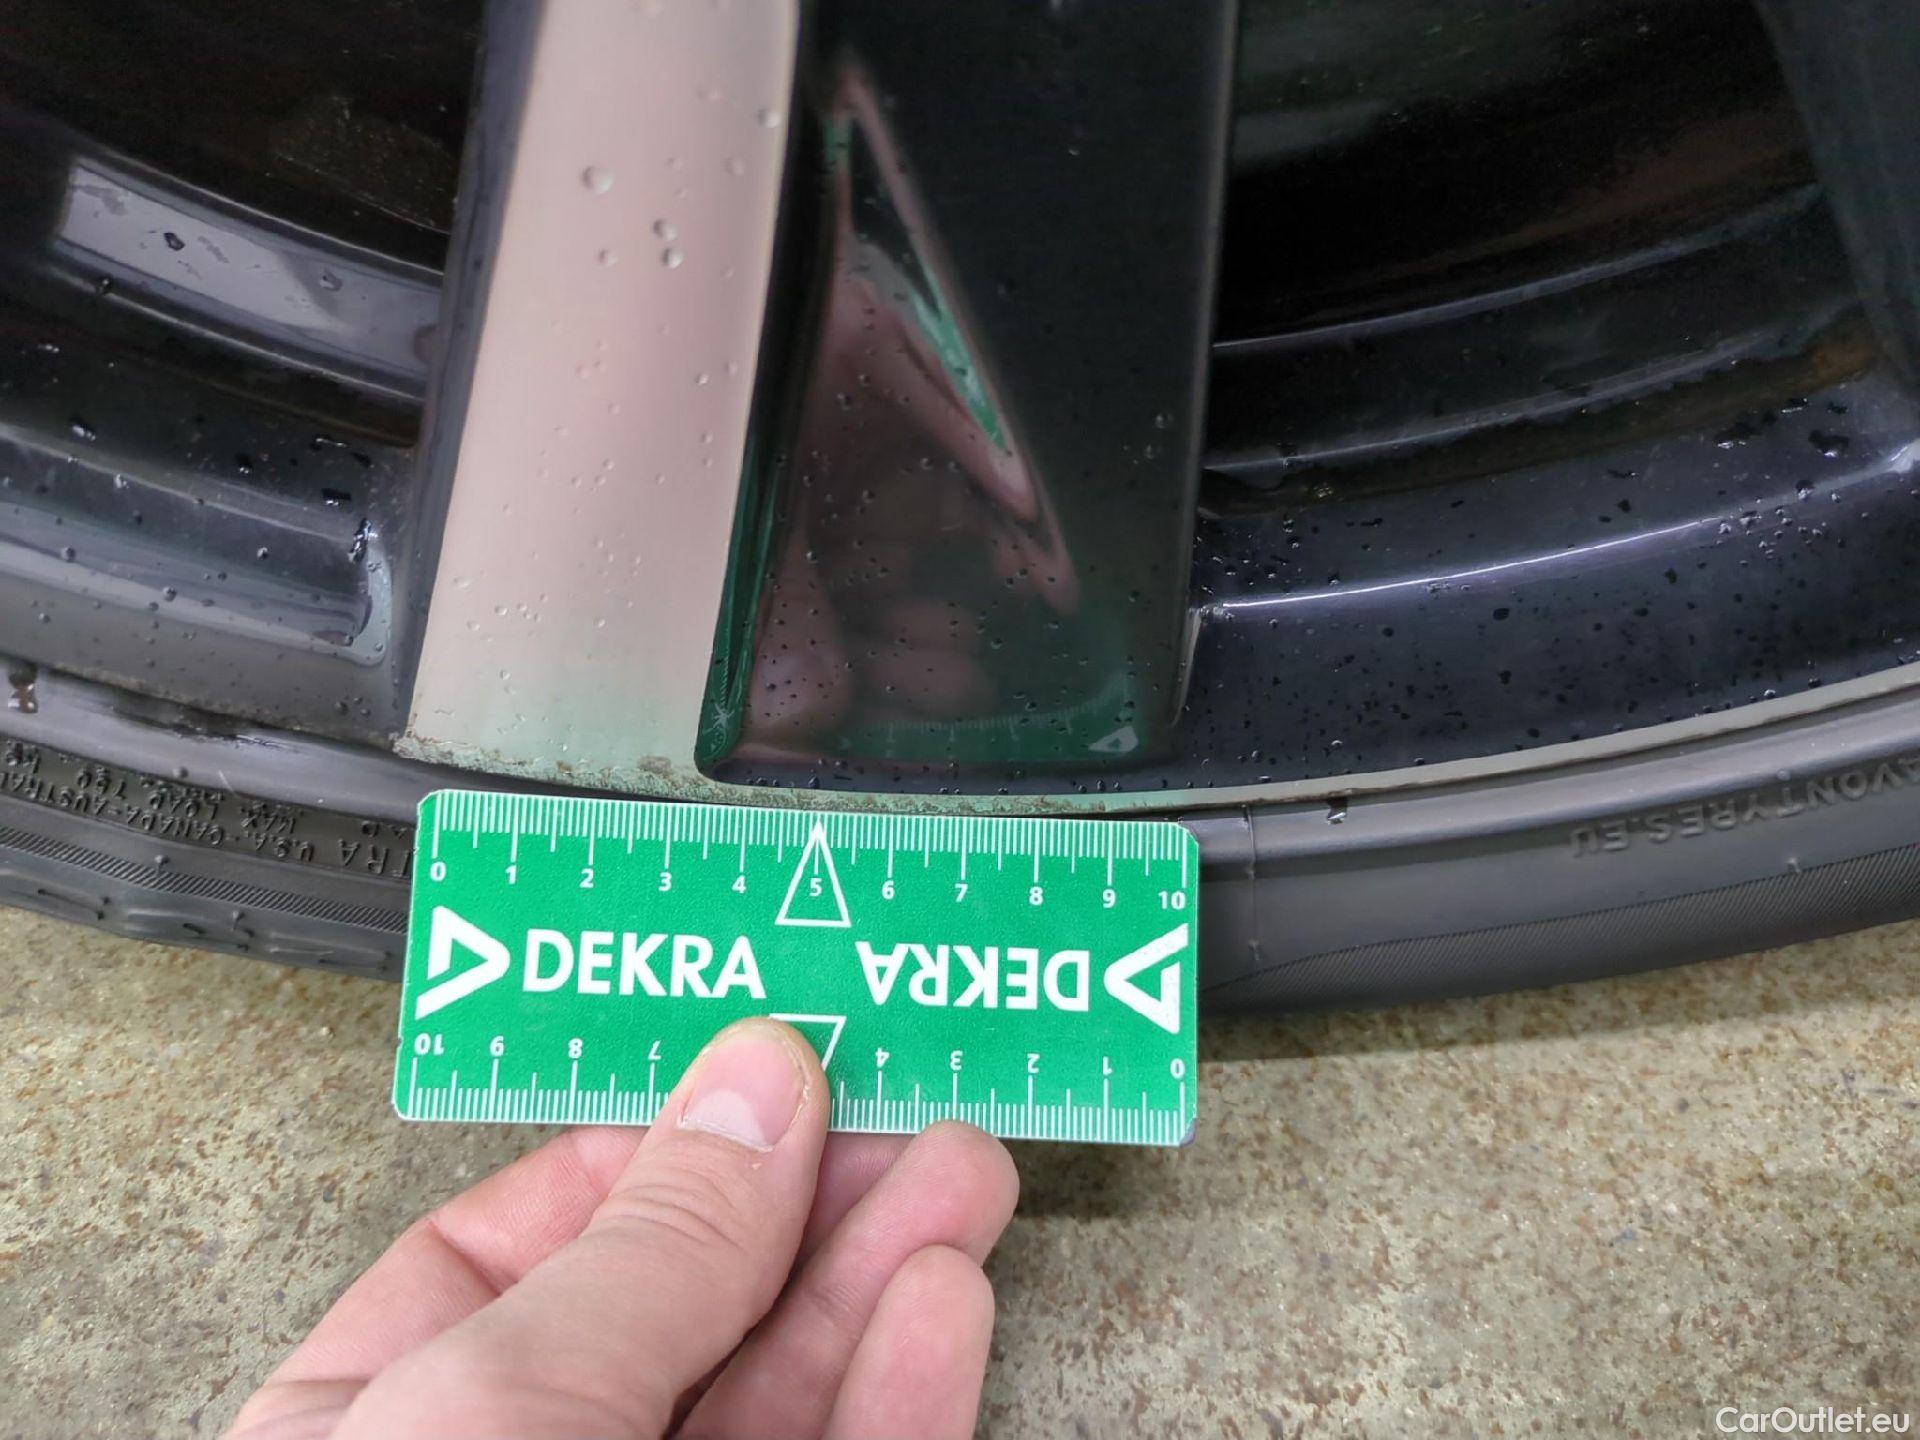 U.S.A-CANADA-AUSTRAL
MAX.
LOAD
AVONTYRES.EU
0 1 2 3 4 5 6 7 8 9 10
DEKRA DEKRA
10 9 8 7 4 3 2 1 0
CarOutlet.eu